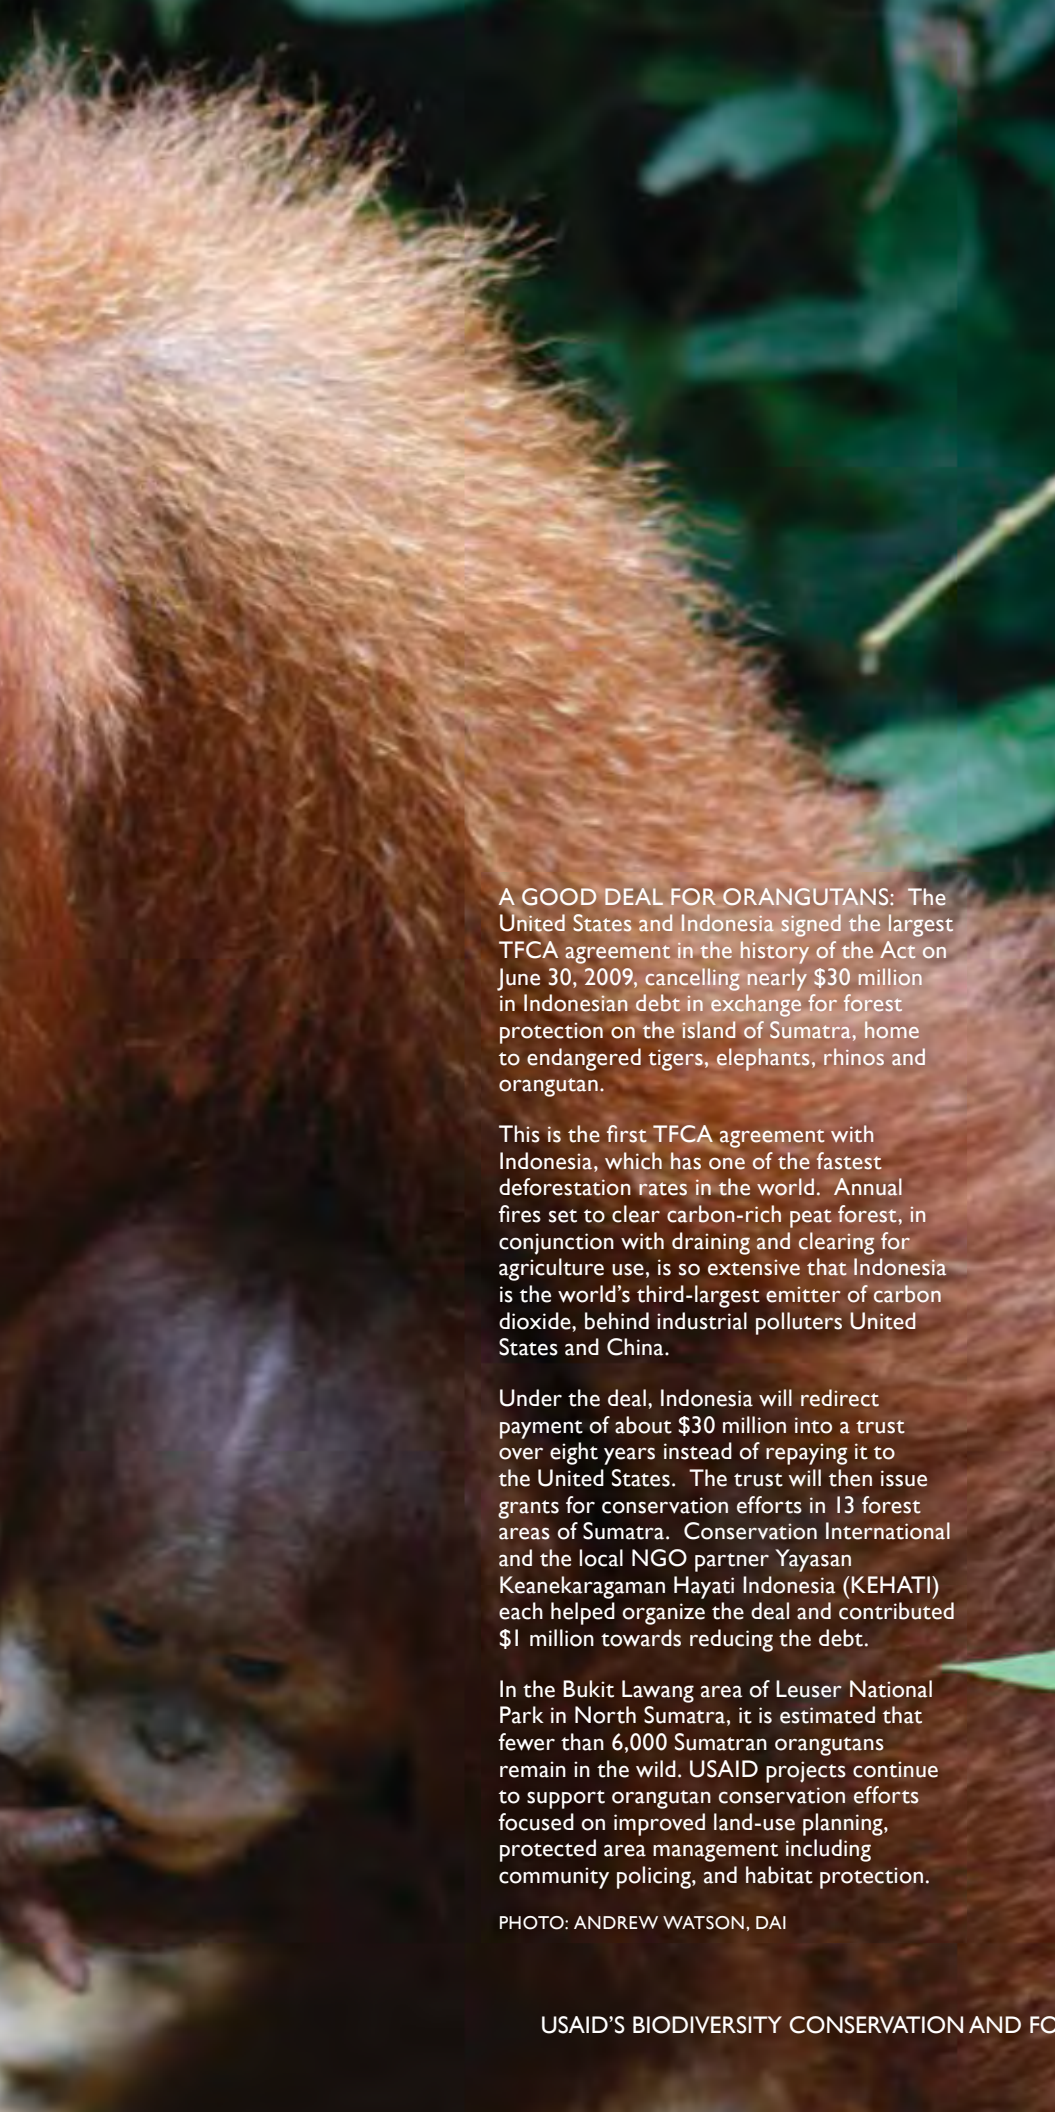 A GOOD DEAL FOR ORANGUTANS:  The
United States and Indonesia signed the largest
TFCA agreement in the history of the Act on
June 30, 2009, cancelling nearly $30 million
in Indonesian debt in exchange for forest
protection on the island of Sumatra, home
to endangered tigers, elephants, rhinos and
orangutan.
This is the first TFCA agreement with
Indonesia, which has one of the fastest
deforestation rates in the world.  Annual
fires set to clear carbon-rich peat forest, in
conjunction with draining and clearing for
agriculture use, is so extensive that Indonesia
is the world’s third-largest emitter of carbon
dioxide, behind industrial polluters United
States and China.
Under the deal, Indonesia will redirect
payment of about $30 million into a trust
over eight years instead of repaying it to
the United States.  The trust will then issue
grants for conservation efforts in 13 forest
areas of Sumatra.  Conservation International
and the local NGO partner Yayasan
Keanekaragaman Hayati Indonesia (KEHATI)
each helped organize the deal and contributed
$1 million towards reducing the debt.
In the Bukit Lawang area of Leuser National
Park in North Sumatra, it is estimated that
fewer than 6,000 Sumatran orangutans
remain in the wild. USAID projects continue
to support orangutan conservation efforts
focused on improved land-use planning,
protected area management including
community policing, and habitat protection.
PHOTO: ANDREW WATSON, DAI
USAID’S BIODIVERSITY CONSERVATION AND FO